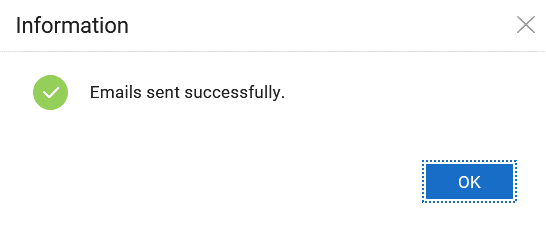 Information
Emails sent successfully.
OK